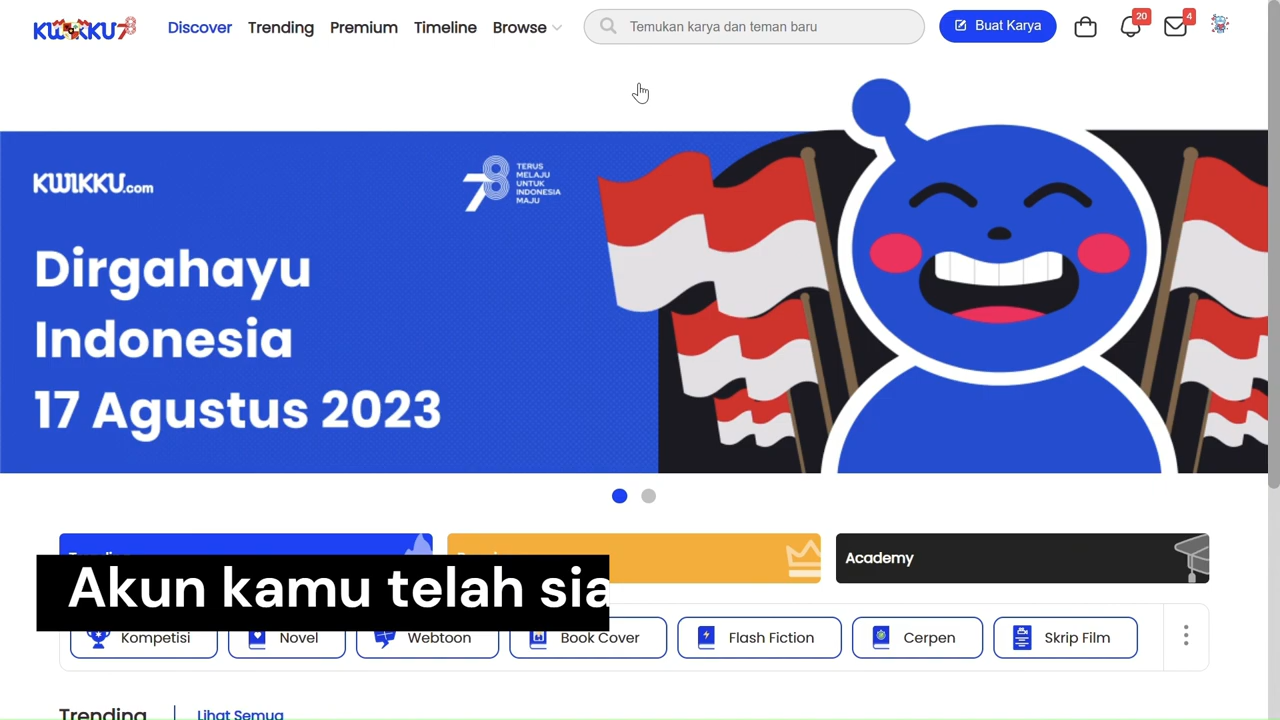 KWIKKU78
Discover Trending Premium Timeline Browse
Temukan karya dan teman baru
Buat Karya
20
4
KWIKKU.com
78 TERUS
MELAJU
UNTUK
INDONESIA
MAJU
Dirgahayu
Indonesia
17 Agustus 2023
Academy
Akun kamu telah sia
Kompetisi Novel Webtoon Book Cover Flash Fiction Cerpen Skrip Film
Trending Lihat Semua